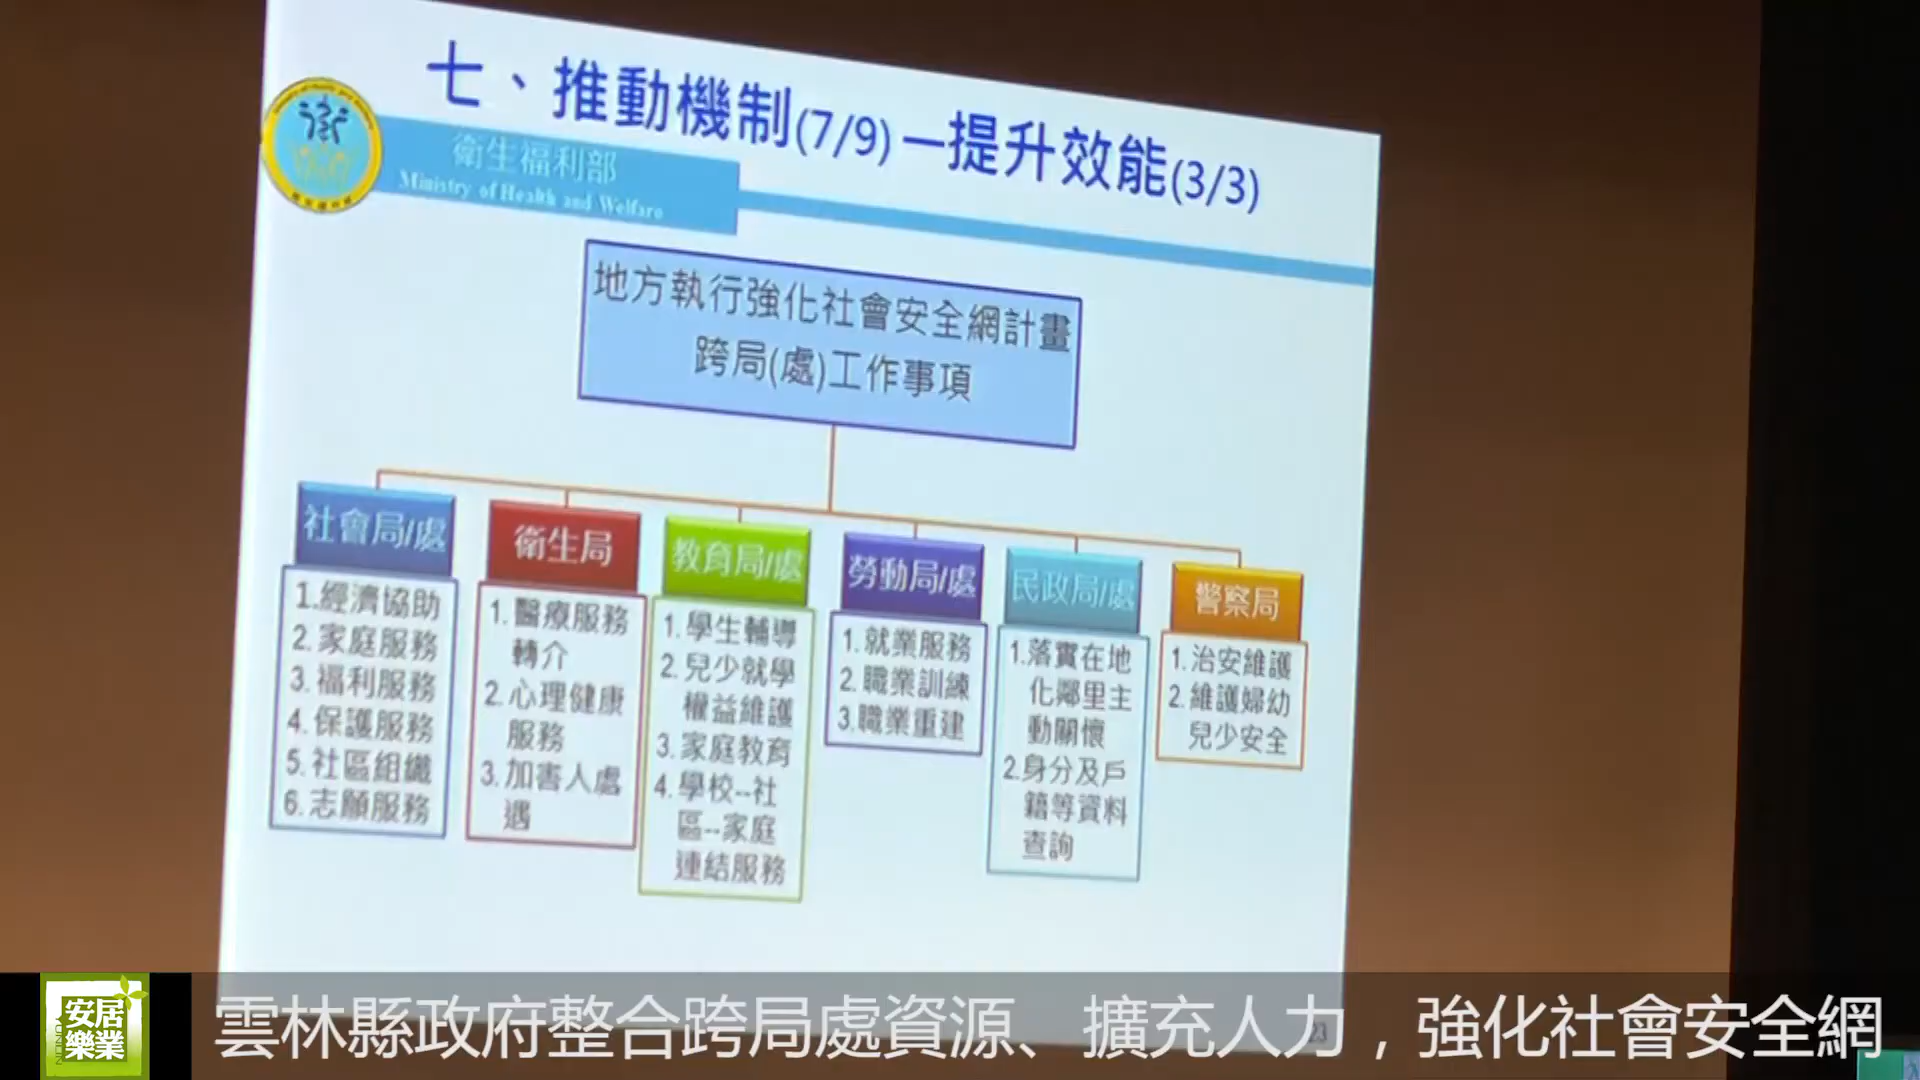 七、推動機制(7/9)—提升效能(3/3)
衛生福利部
Ministry of Health and Welfare
地方執行強化社會安全網計畫
跨局(處)工作事項
社會局/處
1.經濟協助
2.家庭服務
3.福利服務
4.保護服務
5.社區組織
6.志願服務
衛生局
1.醫療服務
轉介
2.心理健康
服務
3.加害人處
遇
教育局/處
1.學生輔導
2.兒少就學
權益維護
3.家庭教育
4.學校--社
區--家庭
連結服務
勞動局/處
1.就業服務
2.職業訓練
3.職業重建
民政局/處
1.落實在地
化鄰里主
動關懷
2.身分及戶
籍等資料
查詢
警察局
1.治安維護
2.維護婦幼
兒少安全
23
安居
樂業
雲林縣政府整合跨局處資源、擴充人力，強化社會安全網